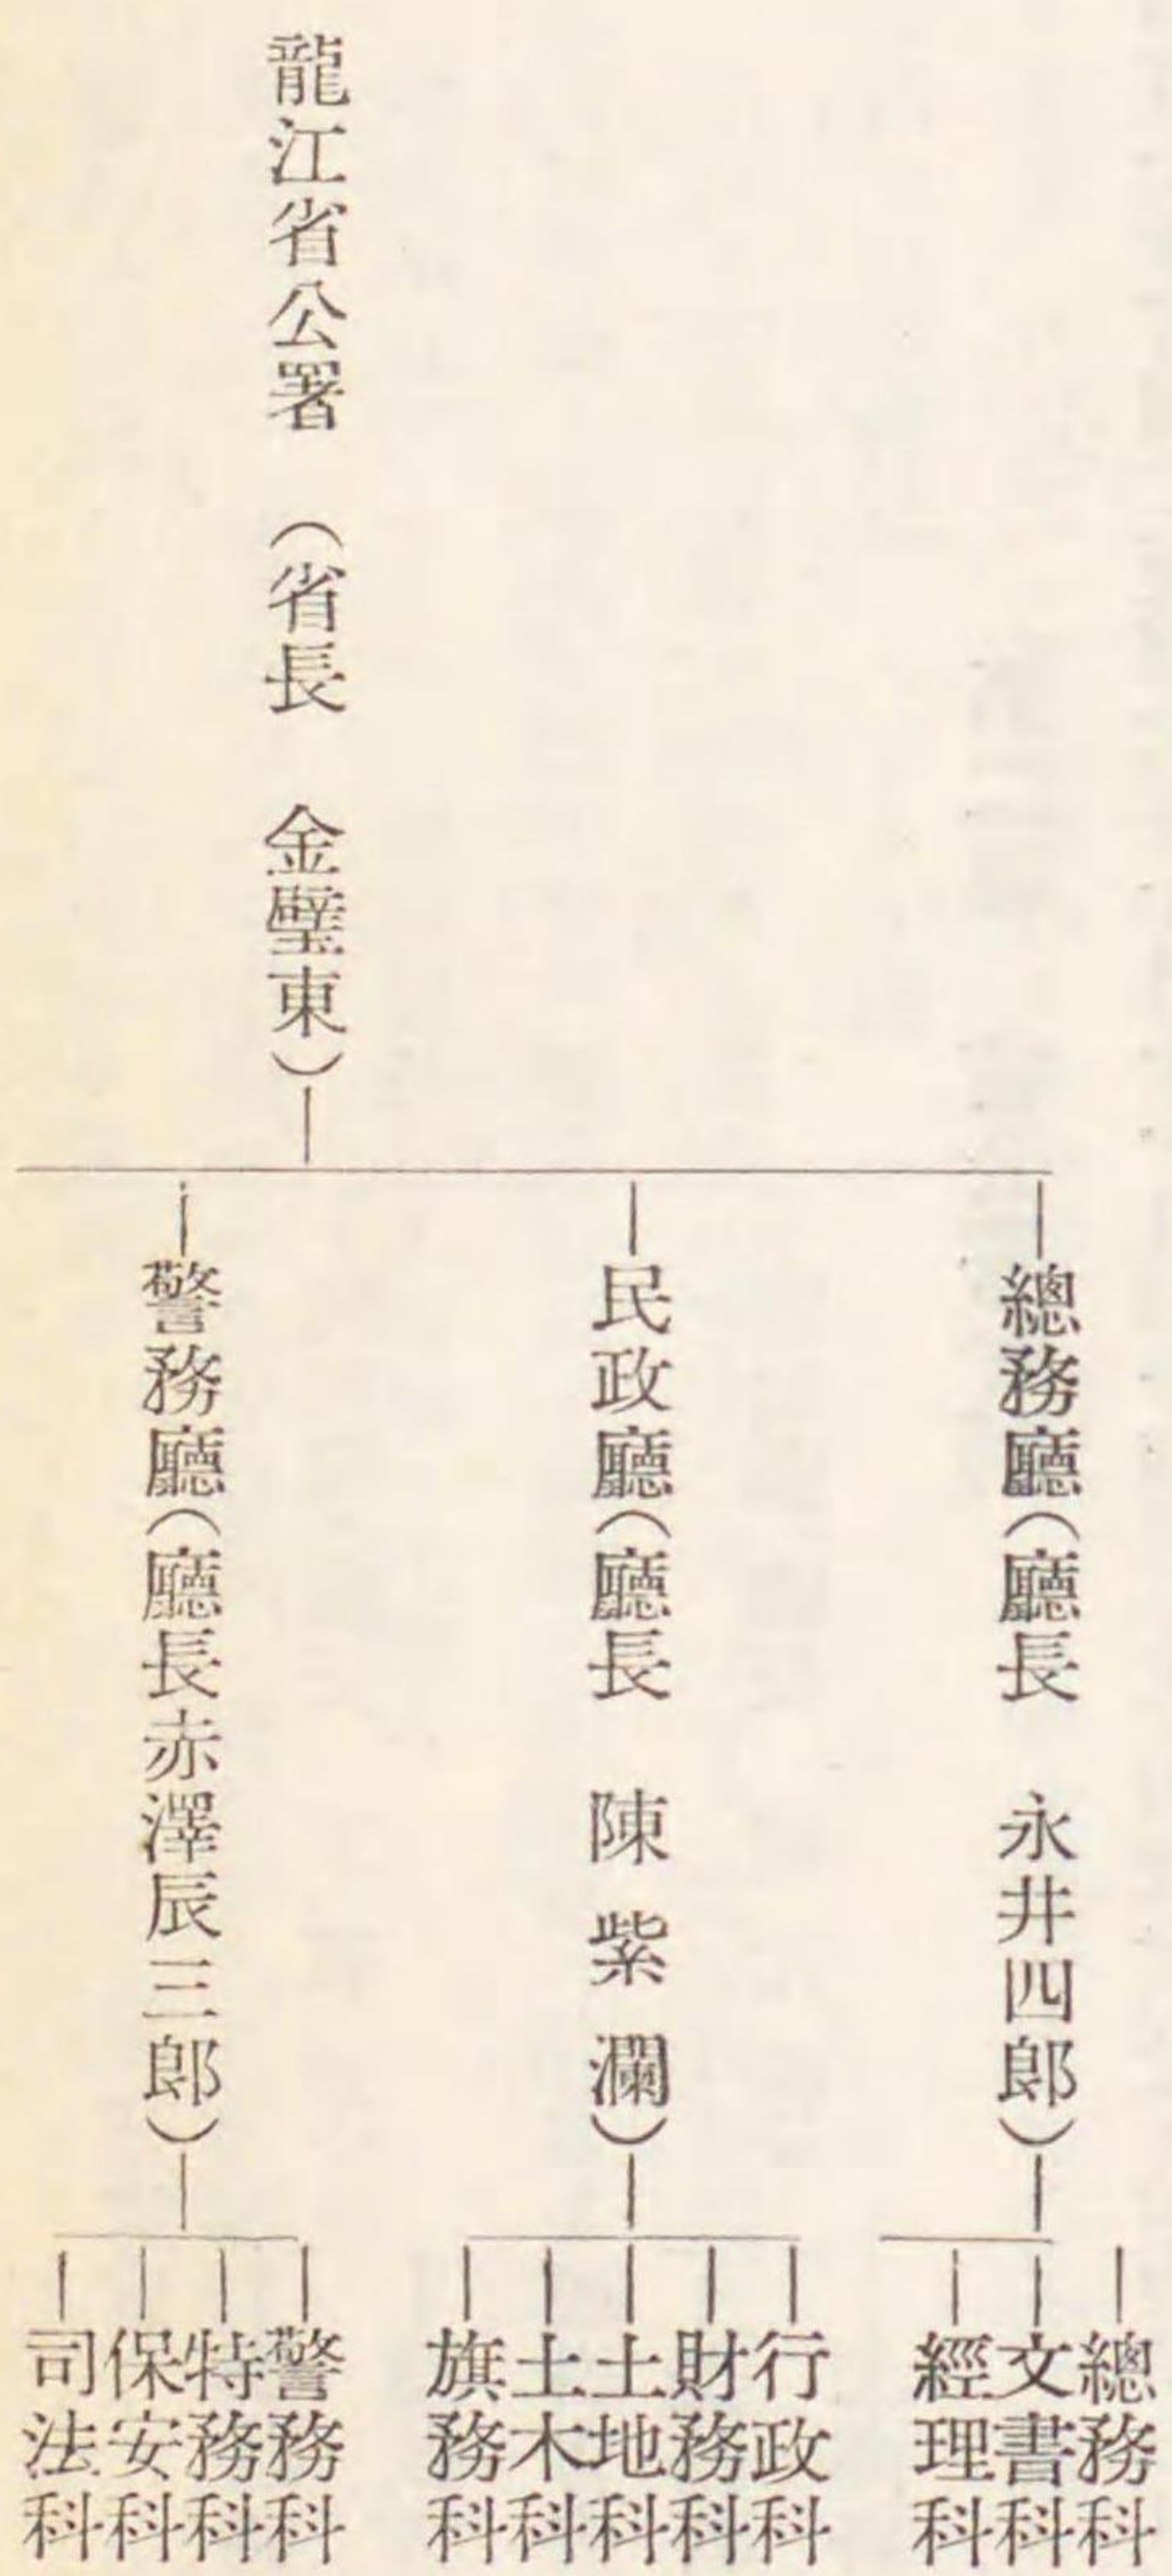 龍江省公署　（省長　金璧東）
總務廳（廳長　永井四郎）
總務科
文書科
經理科
民政廳（廳長　陳紫瀾）
行政科
財務科
土地科
土木科
旗務科
警務廳（廳長赤澤辰三郎）
警務科
特務科
保安科
司法科